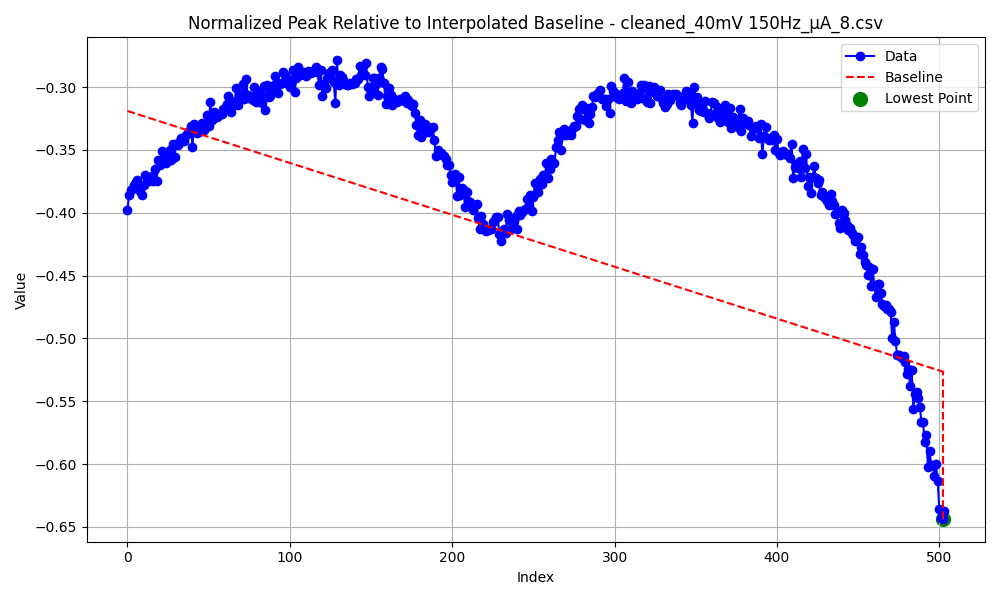 Normalized Peak Relative to Interpolated Baseline - cleaned_40mV 150Hz_μA_8.csv
Data
Baseline
Lowest Point
−0.30
−0.35
−0.40
−0.45
−0.50
−0.55
−0.60
−0.65
Value
0 100 200 300 400 500
Index